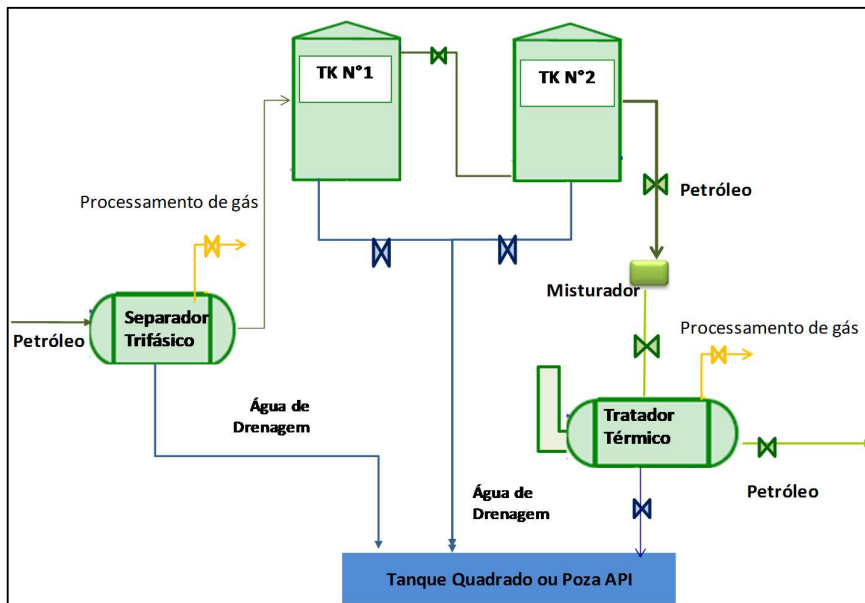 TK N°1
TK N°2
Processamento de gás
Petróleo
Misturador
Petróleo
Separador
Trifásico
Processamento de gás
Água de
Drenagem
Tratador
Térmico
Água de
Drenagem
Petróleo
Tanque Quadrado ou Poza API